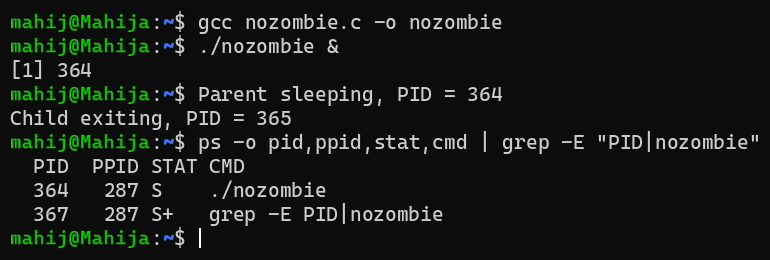 mahij@Mahija:~$ gcc nozombie.c -o nozombie
mahij@Mahija:~$ ./nozombie &
[1] 364
mahij@Mahija:~$ Parent sleeping, PID = 364
Child exiting, PID = 365
mahij@Mahija:~$ ps -o pid,ppid,stat,cmd | grep -E "PID|nozombie"
  PID  PPID STAT CMD
  364   287 S    ./nozombie
  367   287 S+   grep -E PID|nozombie
mahij@Mahija:~$